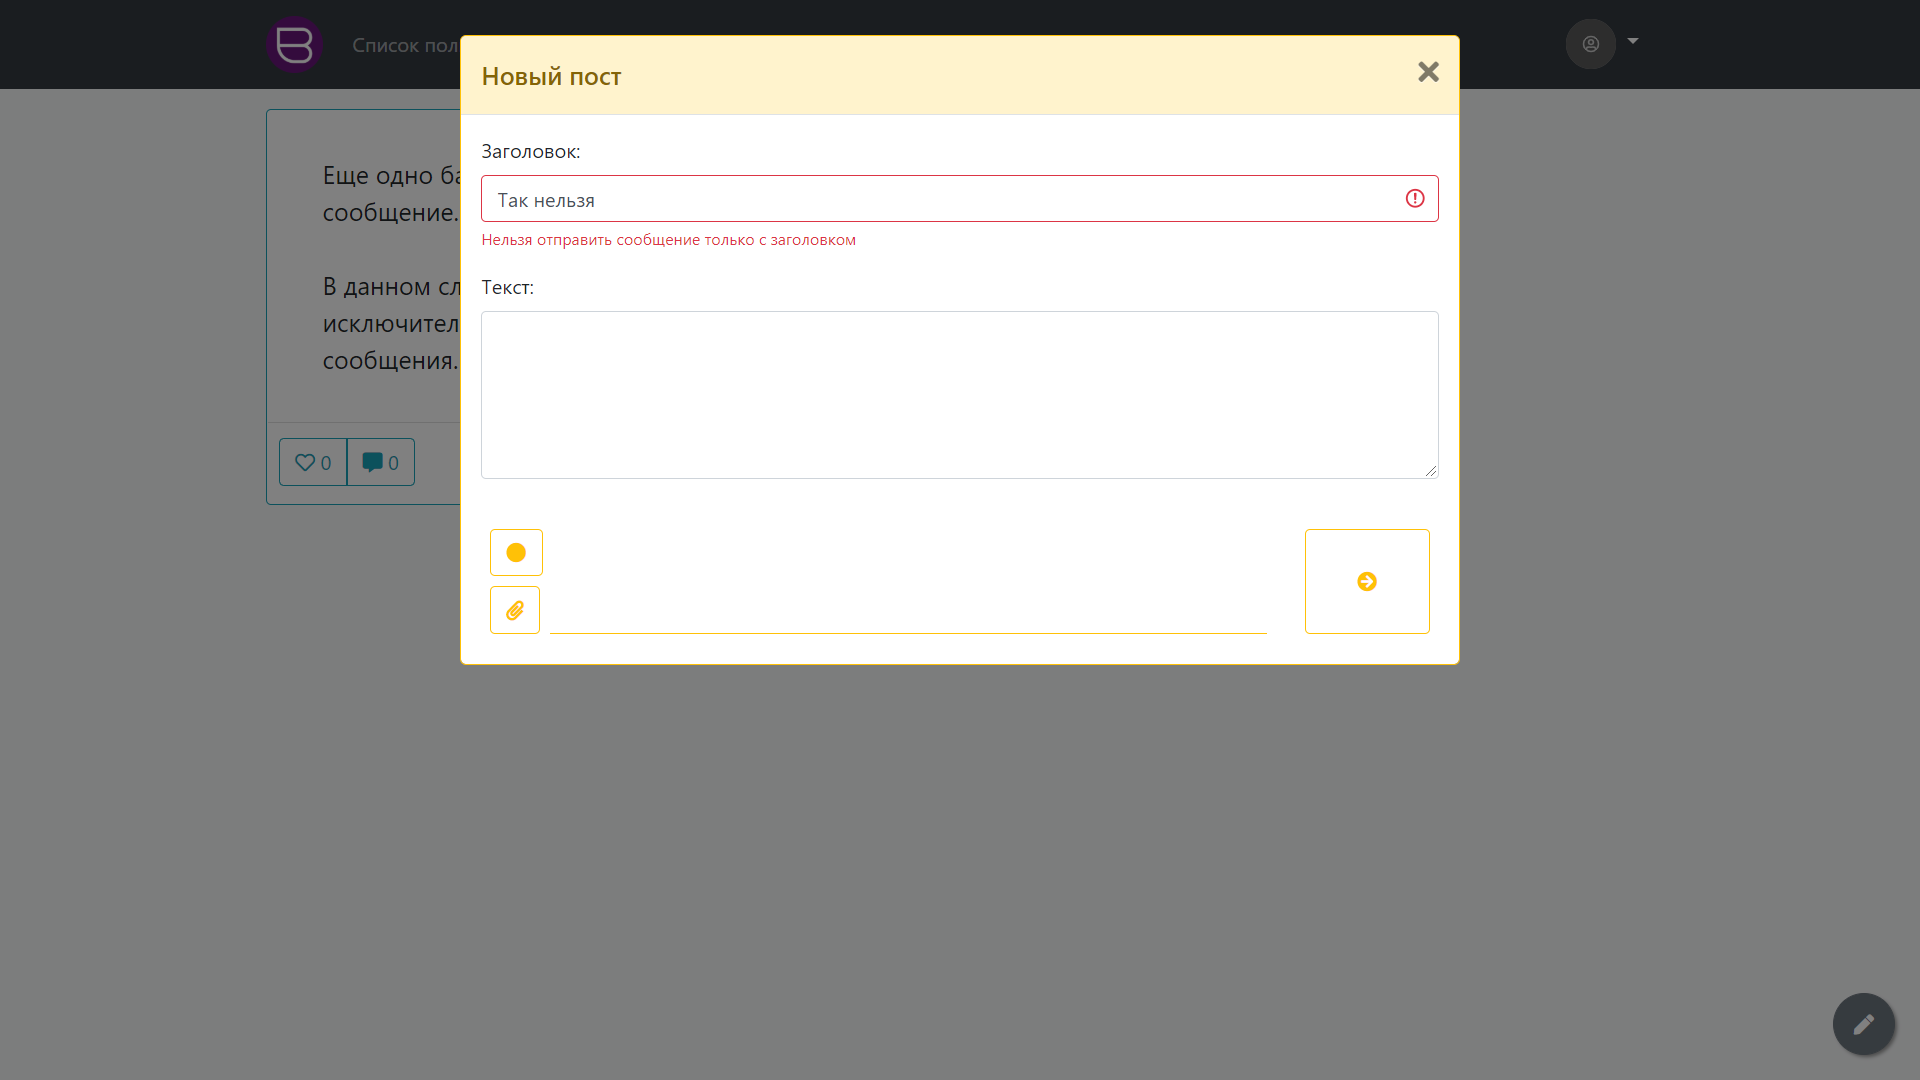 Список пол
Новый пост
Заголовок:
Так нельзя
Нельзя отправить сообщение только с заголовком
Текст:
Еще одно ба
сообщение.
В данном сл
исключител
сообщения.
0
0